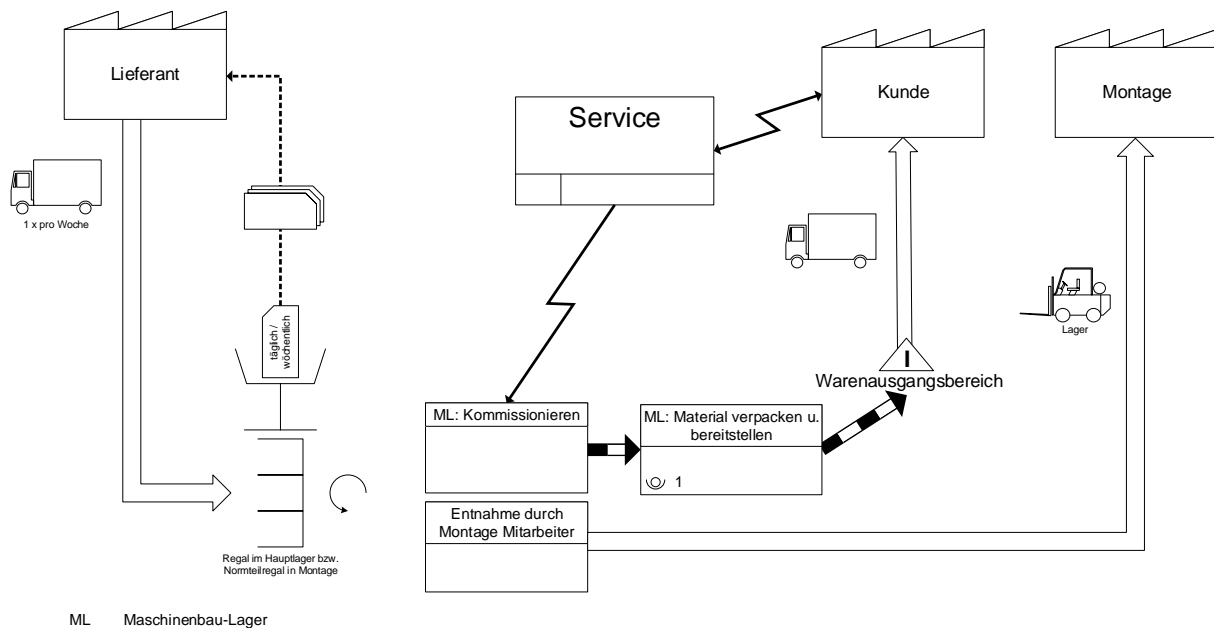 Lieferant
Kunde
Montage
Service
1 x pro Woche
täglich /
wöchentlich
Lager
I
Warenausgangsbereich
ML: Kommissionieren
ML: Material verpacken u.
bereitstellen
1
Entnahme durch
Montage Mitarbeiter
Regal im Hauptlager bzw.
Normteilregal in Montage
ML Maschinenbau-Lager